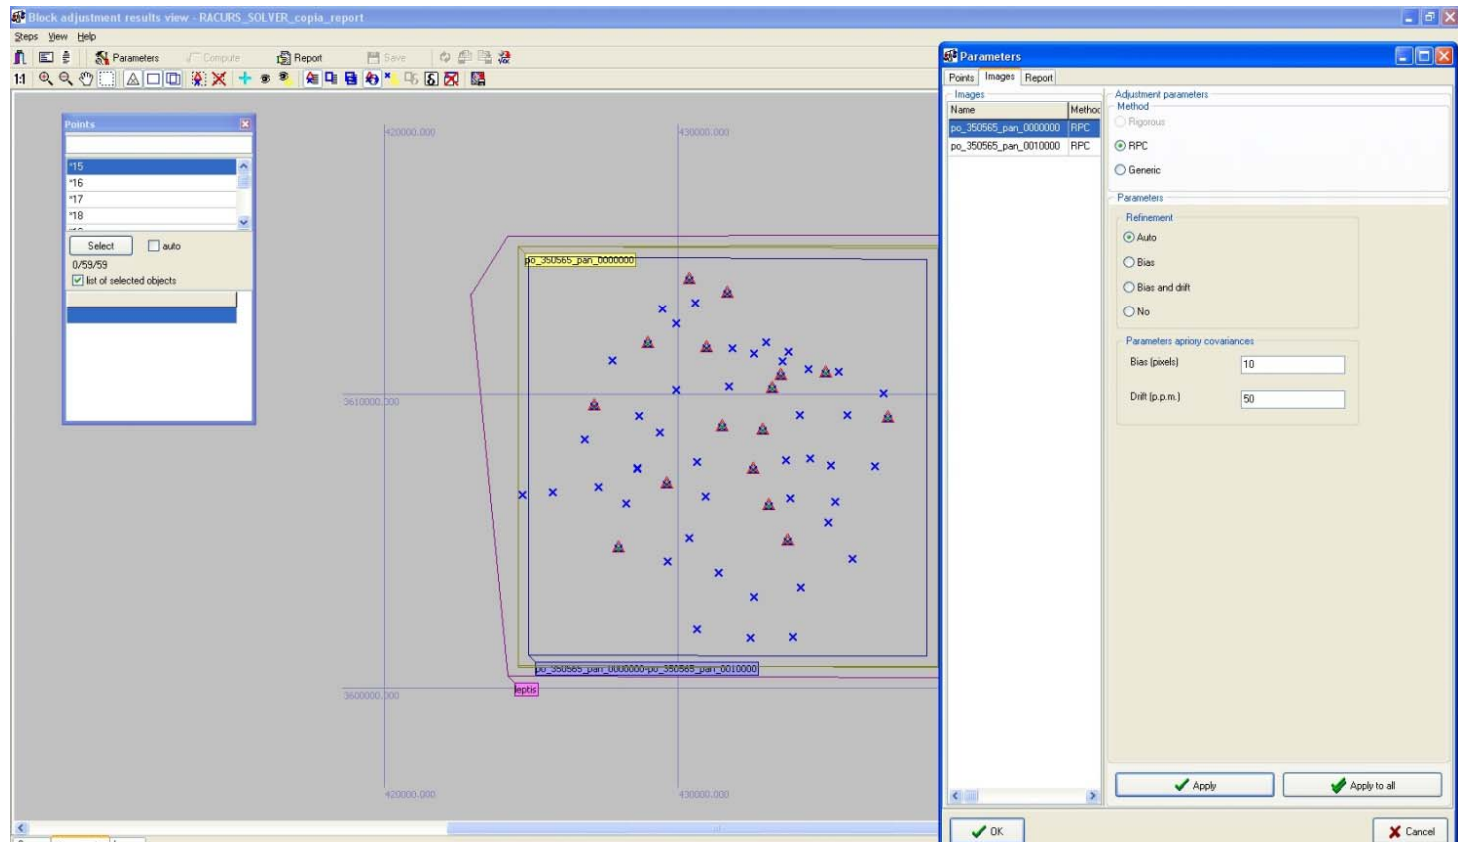 Block adjustment results view - RACURS_SOLVER_copia_report
Steps View Help
Parameters Compute Report Save
1:1
Points
*15
*16
*17
*18
Select auto
0/59/59
list of selected objects
420000.000 430000.000
po_350565_pan_0000000
3610000.000
po_350565_pan_0000000-po_350565_pan_0010000
leptis
3600000.000
420000.000 430000.000
Parameters
Points Images Report
Images
Name Method
po_350565_pan_0000000 RPC
po_350565_pan_0010000 RPC
Adjustment parameters
Method
Rigorous
RPC
Generic
Parameters
Refinement
Auto
Bias
Bias and drift
No
Parameters apriory covariances
Bias (pixels) 10
Drift (p.p.m.) 50
Apply Apply to all
OK Cancel